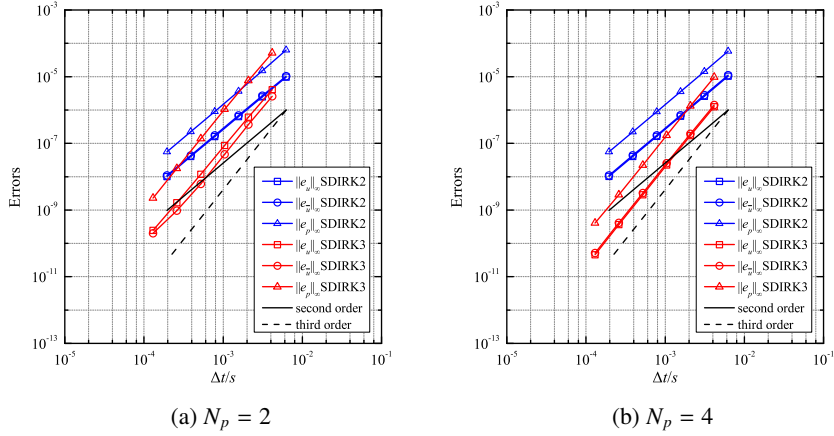 10^-3
10^-5
10^-7
10^-9
10^-11
10^-13
Errors
10^-5
10^-4
10^-3
10^-2
10^-1
Δt/s
||e_u||_∞ SDIRK2
||e_ū||_∞ SDIRK2
||e_p||_∞ SDIRK2
||e_u||_∞ SDIRK3
||e_ū||_∞ SDIRK3
||e_p||_∞ SDIRK3
second order
third order
(a) N_p = 2
10^-3
10^-5
10^-7
10^-9
10^-11
10^-13
Errors
10^-5
10^-4
10^-3
10^-2
10^-1
Δt/s
||e_u||_∞ SDIRK2
||e_ū||_∞ SDIRK2
||e_p||_∞ SDIRK2
||e_u||_∞ SDIRK3
||e_ū||_∞ SDIRK3
||e_p||_∞ SDIRK3
second order
third order
(b) N_p = 4